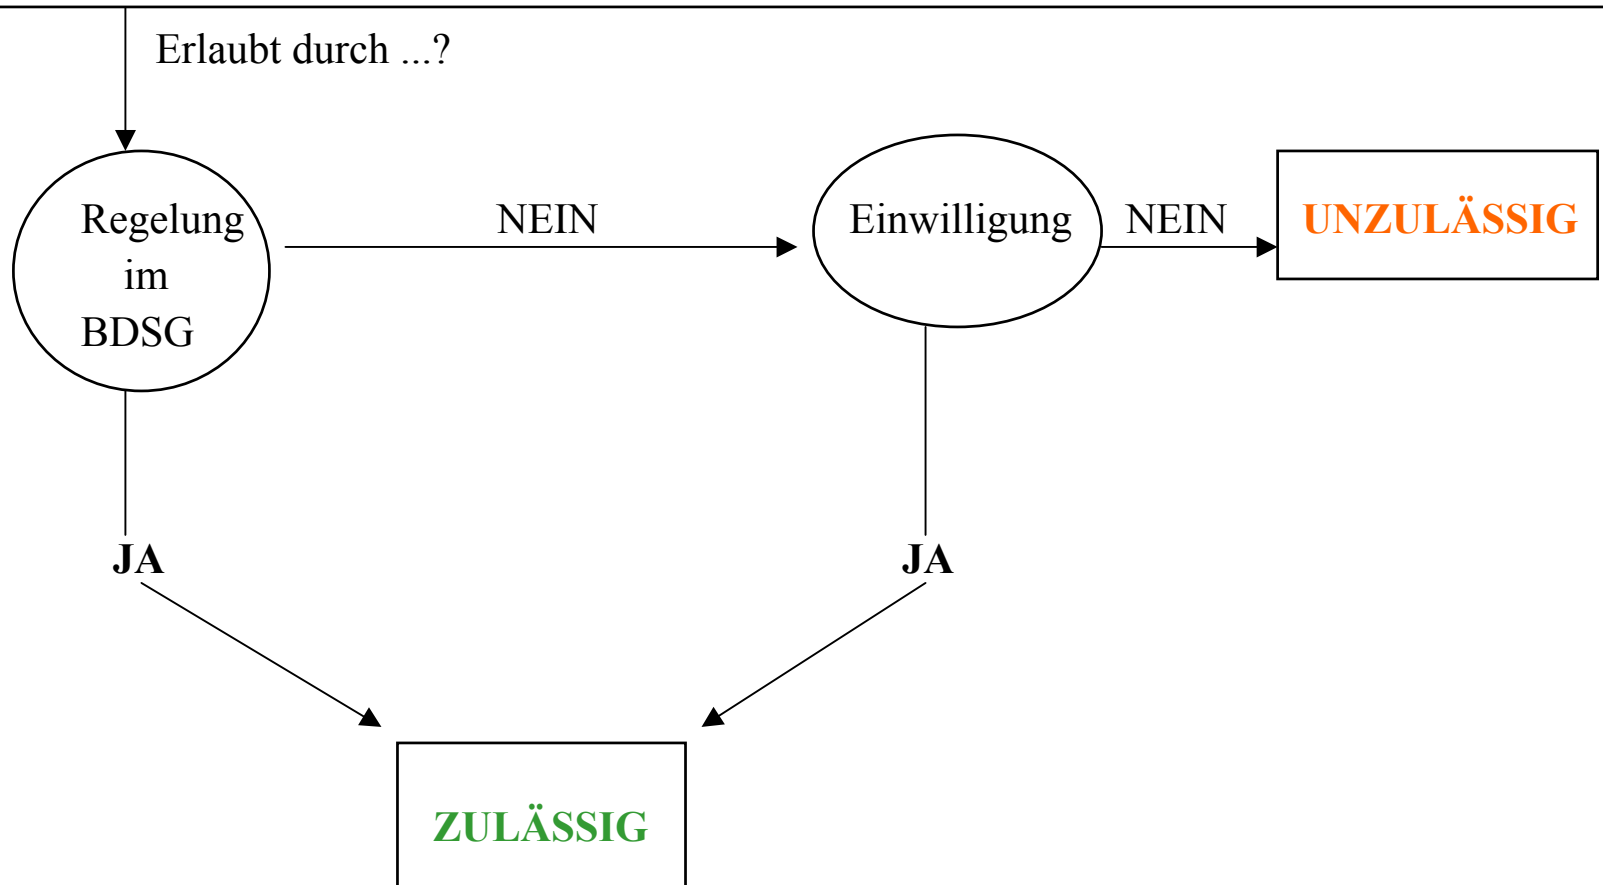 Erlaubt durch ...?
Regelung
im
BDSG
NEIN
Einwilligung
NEIN
UNZULÄSSIG
JA
JA
ZULÄSSIG